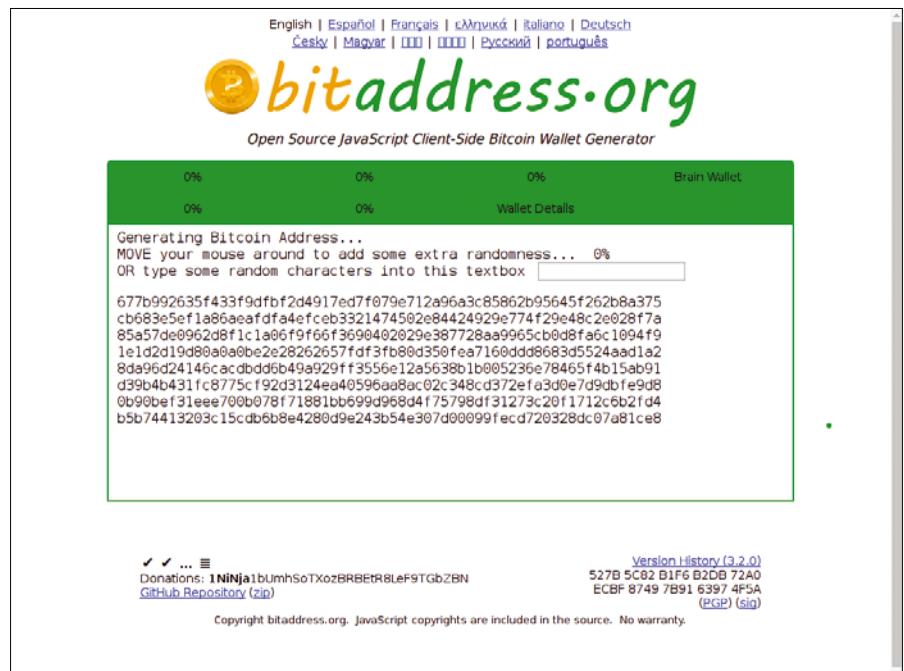 English | Español | Français | ελληνικά | italiano | Deutsch
Česky | Magyar | | | Русский | português
bitaddress.org
Open Source JavaScript Client-Side Bitcoin Wallet Generator
0% 0% 0% Brain Wallet
0% 0% Wallet Details
Generating Bitcoin Address...
MOVE your mouse around to add some extra randomness... 0%
OR type some random characters into this textbox
677b992635f433f9dfbf2d4917ed7f079e712a96a3c85862b95645f262b8a375
cb683e5ef1a86aeafdfa4efceb3321474502e84424929e774f29e48c2e028f7a
85a57de0962d8f1c1a06f9f66f3690402029e387728aa9965cb0d8fa6c1094f9
1e1d2d19d80a0a0be2e28262657fdf3fb80d350fea7160ddd8683d5524aad1a2
8da96d24146cacdbdd6b49a929ff3556e12a5638b1b005236e78465f4b15ab91
d39b4b431fc8775cf92d3124ea40596aa8ac02c348cd372efa3d0e7d9dbfe9d8
0b90bef31eee700b078f71881bb699d968d4f75798df31273c20f1712c6b2fd4
b5b74413203c15cdb6b8e4280d9e243b54e307d00099fecd720328dc07a81ce8
✔ ✔ ... ≣
Donations: 1NiNja1bUmhSoTXozBRBEtR8LeF9TGbZBN
GitHub Repository (zip)
Version History (3.2.0)
527B 5C82 B1F6 B2DB 72A0
ECBF 8749 7B91 6397 4F5A
(PGP) (sig)
Copyright bitaddress.org. JavaScript copyrights are included in the source. No warranty.